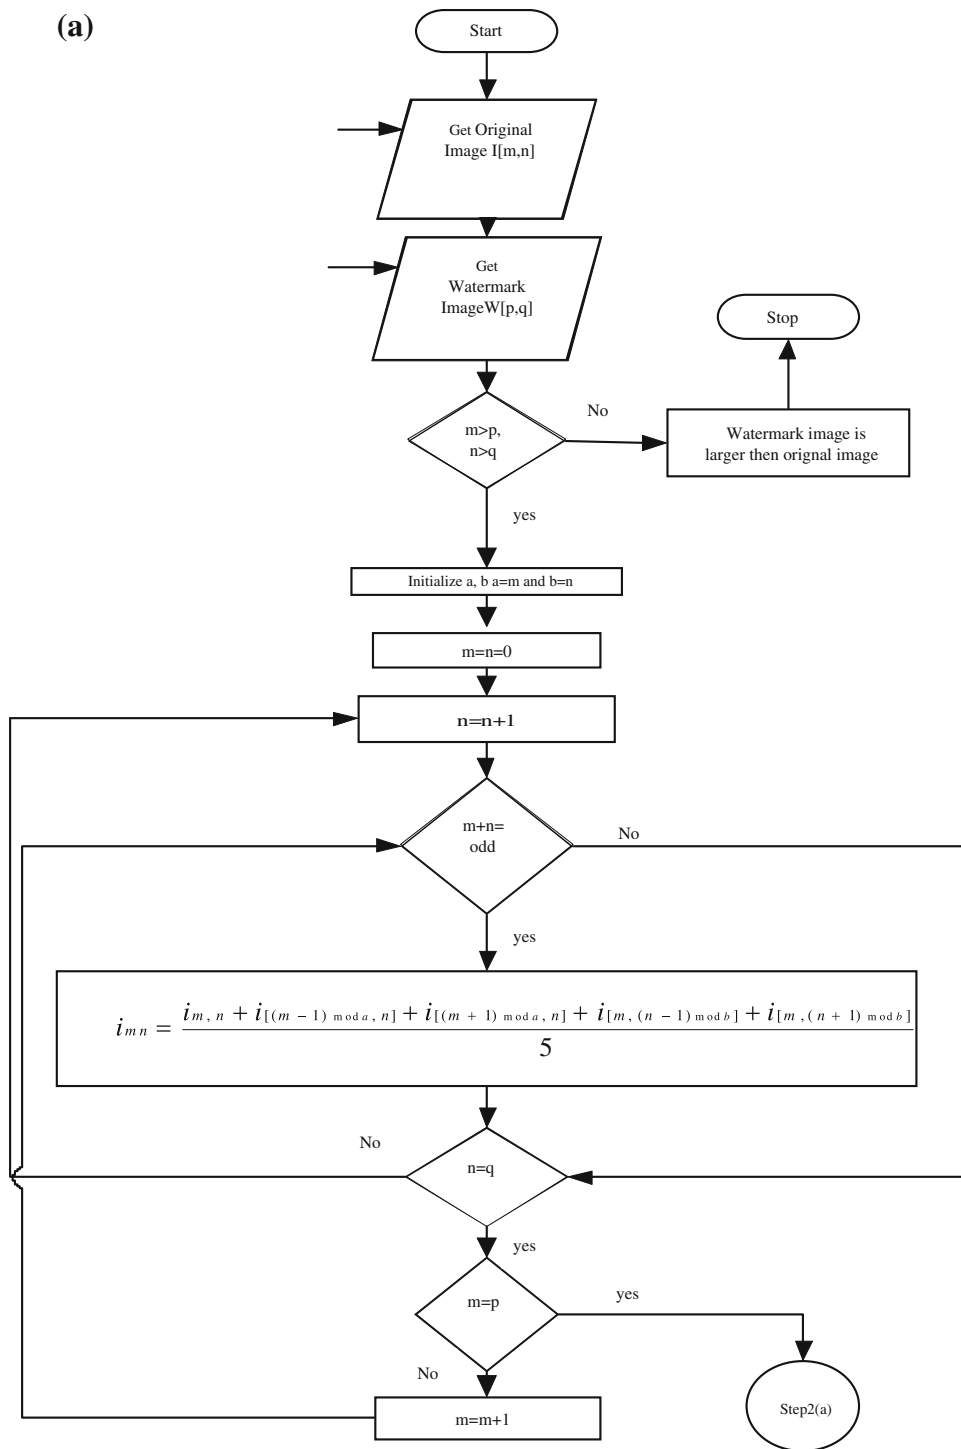 (a)
Start
Get Original
Image I[m,n]
Get
Watermark
ImageW[p,q]
Stop
m>p,
n>q
No
Watermark image is
larger then orignal image
yes
Initialize a, b a=m and b=n
m=n=0
n=n+1
m+n=
odd
No
yes
i_{mn} = \frac{i_{m,n} + i_{[(m-1) mod a, n]} + i_{[(m+1) mod a, n]} + i_{[m, (n-1) mod b]} + i_{[m, (n+1) mod b]}}{5}
No
n=q
yes
m=p
yes
No
m=m+1
Step2(a)